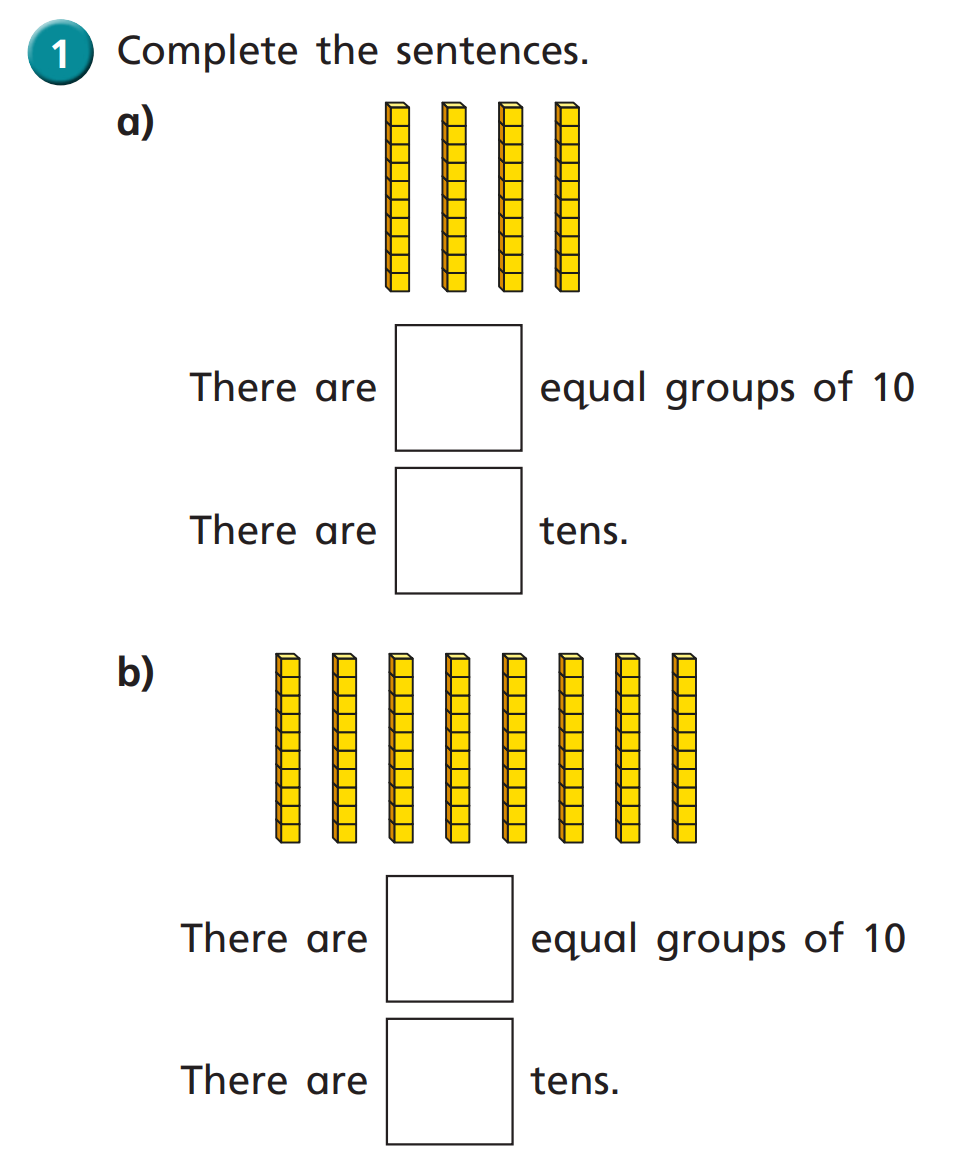 1 Complete the sentences.
a)
There are equal groups of 10
There are tens.
b)
There are equal groups of 10
There are tens.